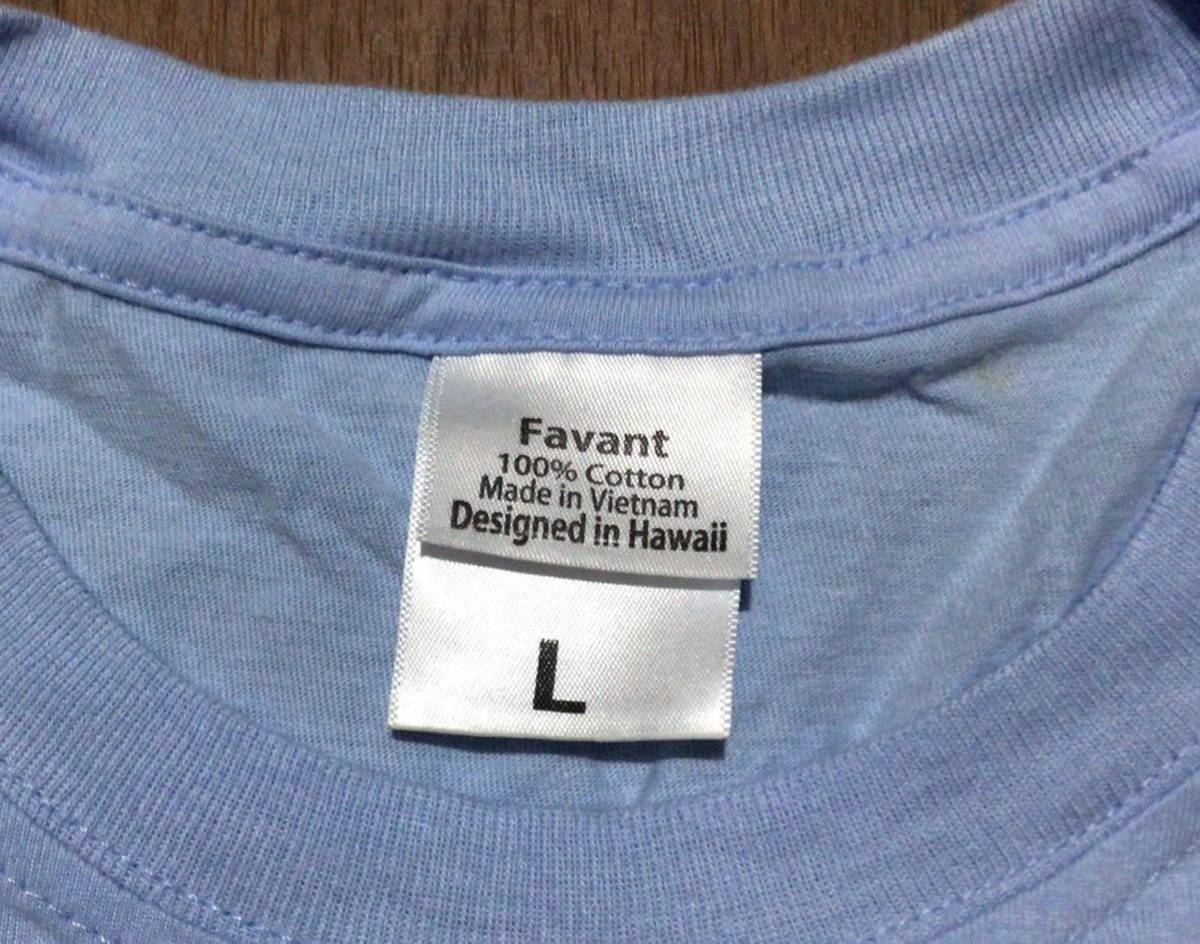 Favant
100% Cotton
Made in Vietnam
Designed in Hawaii
L